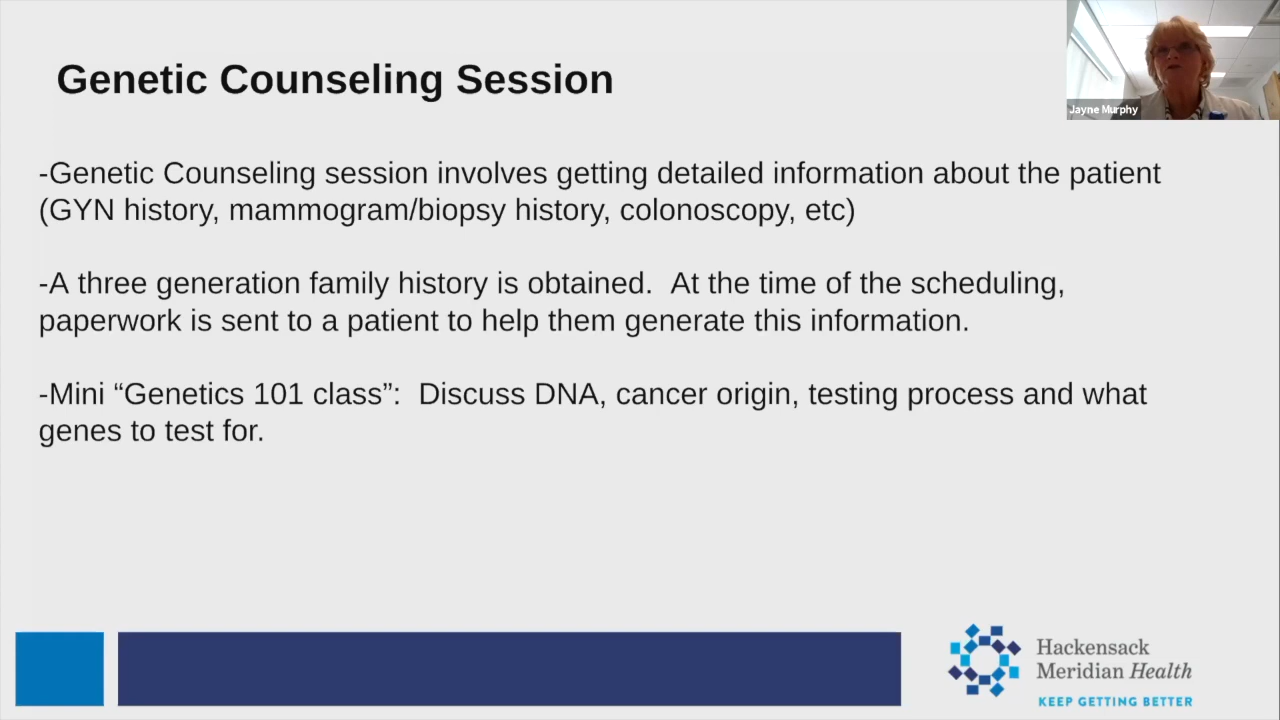 Genetic Counseling Session
Jayne Murphy
-Genetic Counseling session involves getting detailed information about the patient
(GYN history, mammogram/biopsy history, colonoscopy, etc)
-A three generation family history is obtained.  At the time of the scheduling,
paperwork is sent to a patient to help them generate this information.
-Mini “Genetics 101 class”:  Discuss DNA, cancer origin, testing process and what
genes to test for.
Hackensack
Meridian Health
KEEP GETTING BETTER